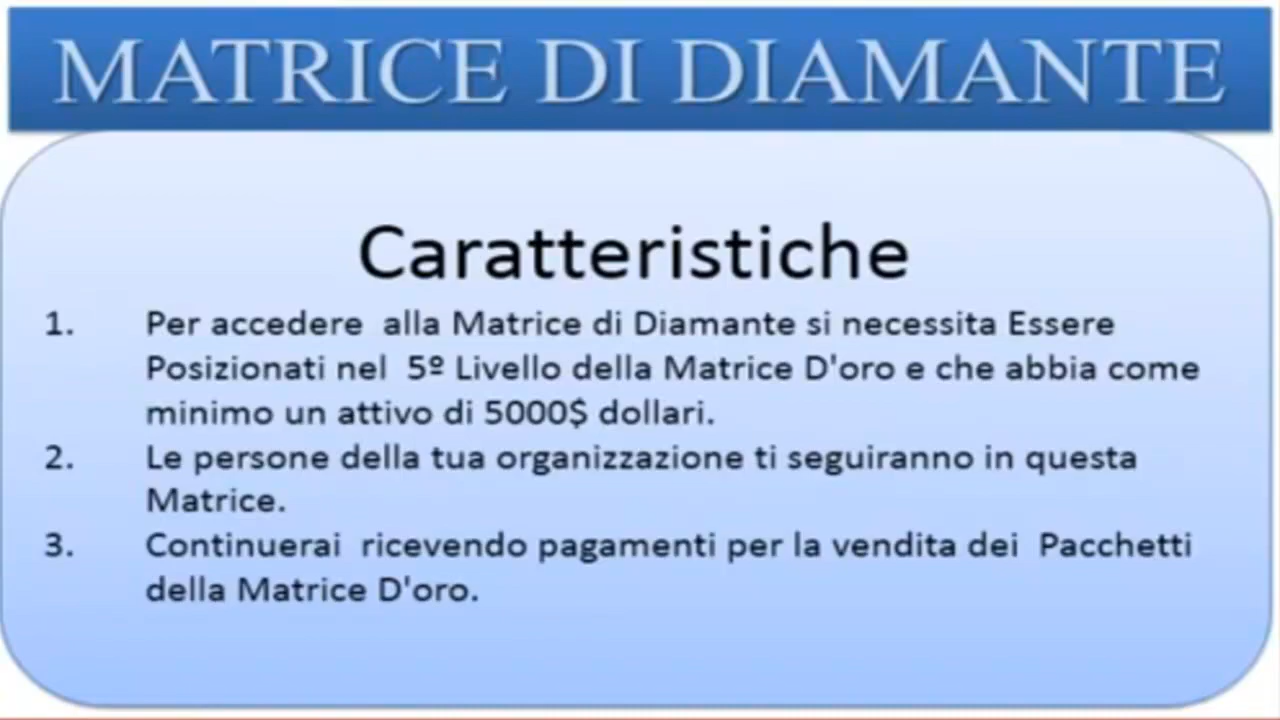 MATRICE DI DIAMANTE
Caratteristiche
1. Per accedere alla Matrice di Diamante si necessita Essere
Posizionati nel 5º Livello della Matrice D'oro e che abbia come
minimo un attivo di 5000$ dollari.
2. Le persone della tua organizzazione ti seguiranno in questa
Matrice.
3. Continuerai ricevendo pagamenti per la vendita dei Pacchetti
della Matrice D'oro.